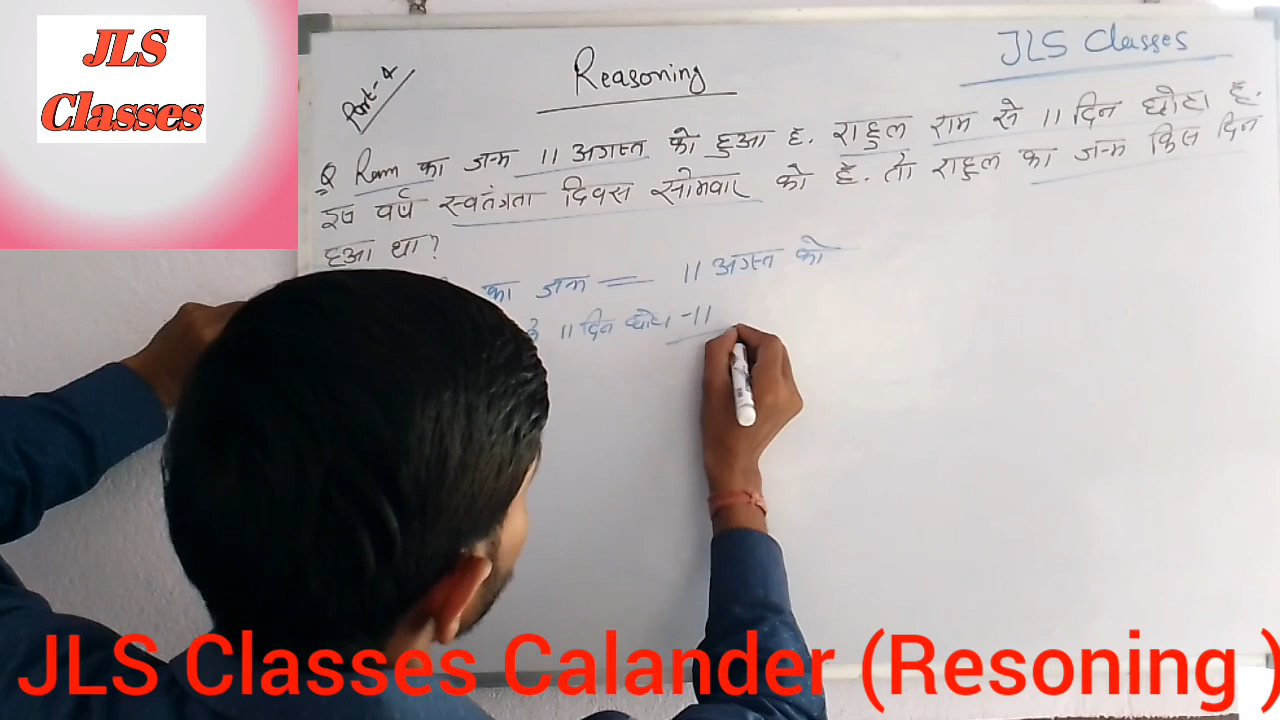 JLS
Classes
Part-4
Reasoning
JLS Classes
Q Ram का जन्म 11 अगस्त को हुआ है. राहुल राम से 11 दिन छोटा है.
इस वर्ष स्वतंत्रता दिवस सोमवार को है. तो राहुल का जन्म किस दिन
हुआ था?
का जन्म = 11 अगस्त को
से 11 दिन छोटा -11
JLS Classes Calander (Resoning )